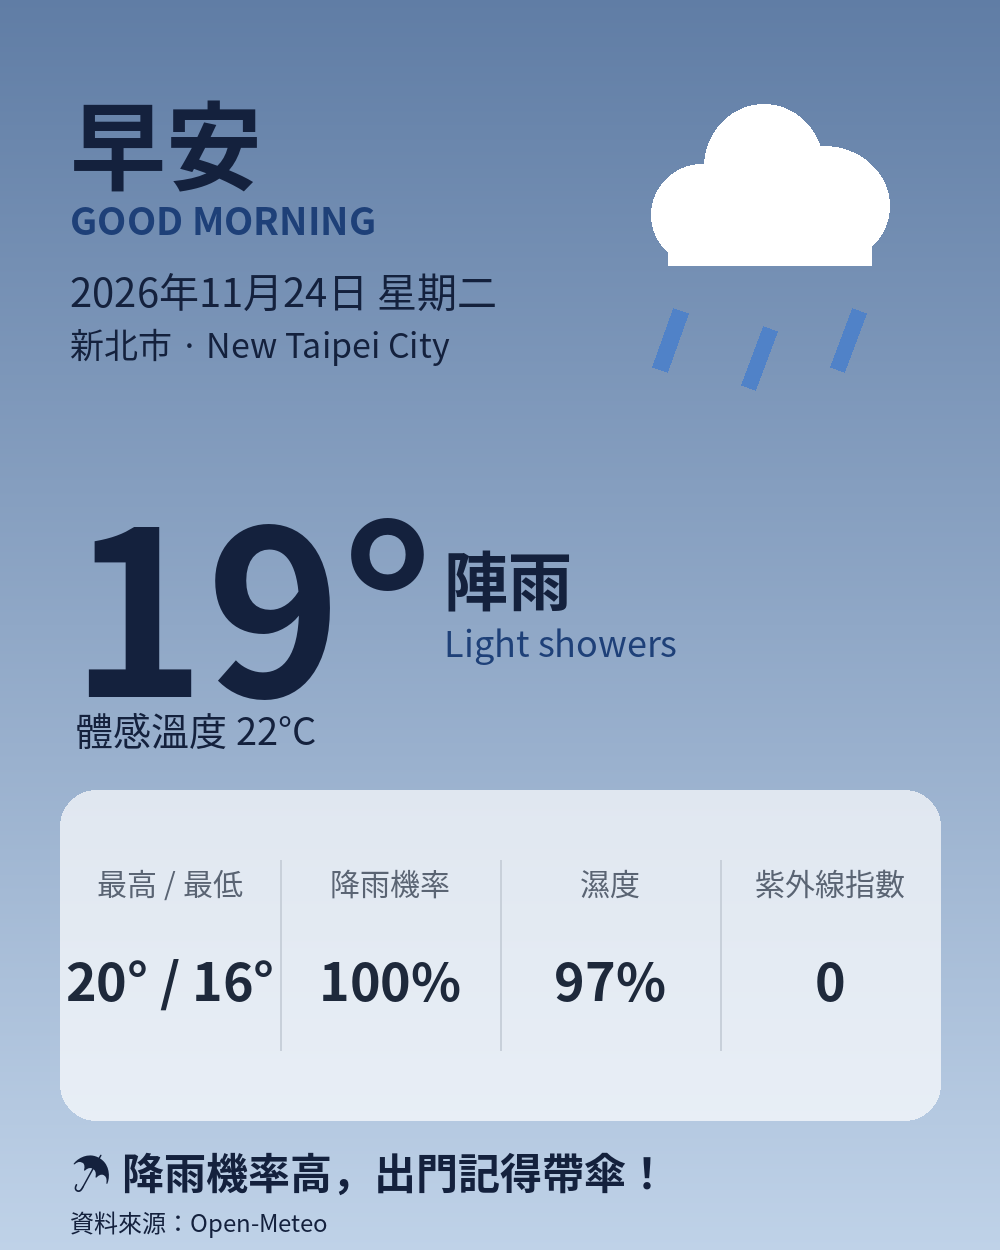 早安
GOOD MORNING
2026年11月24日 星期二
新北市 · New Taipei City
19°
陣雨
Light showers
體感溫度 22°C
最高 / 最低
降雨機率
濕度
紫外線指數
20° / 16°
100%
97%
0
☂ 降雨機率高，出門記得帶傘！
資料來源：Open-Meteo